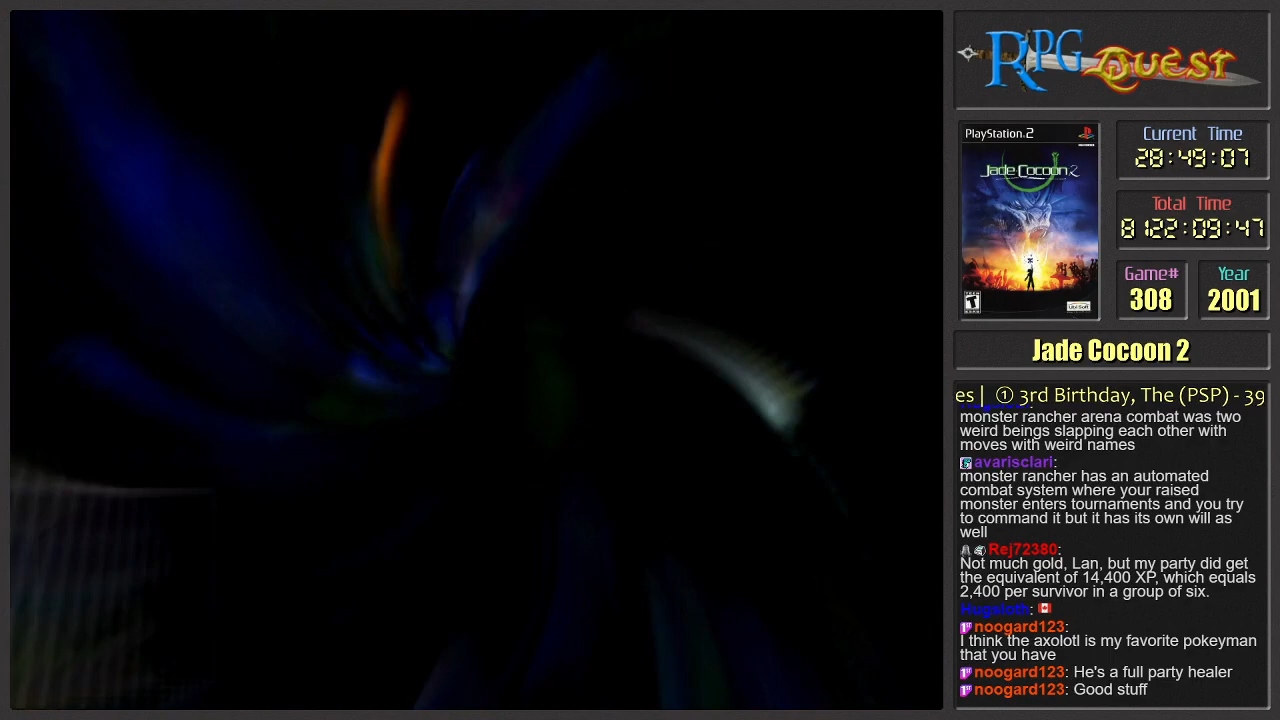 RPG QUEST
PlayStation.2
Jade Cocoon 2
TEEN
Ubi Soft
Current Time
28:49:07
Total Time
8 122:09:47
Game#
308
Year
2001
Jade Cocoon 2
es | ① 3rd Birthday, The (PSP) - 39
monster rancher arena combat was two
weird beings slapping each other with
moves with weird names
avarisclari:
monster rancher has an automated
combat system where your raised
monster enters tournaments and you try
to command it but it has its own will as
well
Rej72380:
Not much gold, Lan, but my party did get
the equivalent of 14,400 XP, which equals
2,400 per survivor in a group of six.
Hugsloth:
noogard123:
I think the axolotl is my favorite pokeyman
that you have
noogard123: He's a full party healer
noogard123: Good stuff